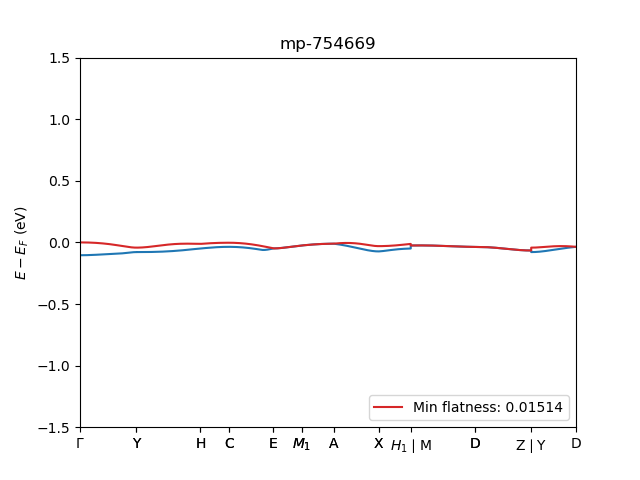 mp-754669
E − E_F (eV)
1.5
1.0
0.5
0.0
−0.5
−1.0
−1.5
Min flatness: 0.01514
Γ Y H C E M₁ A X H₁ | M D Z | Y D